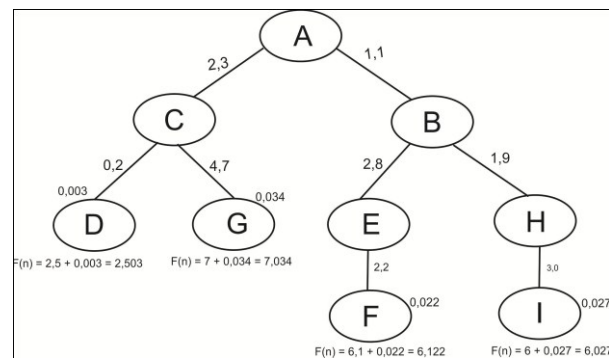 A
2,3
1,1
C
B
0,2
4,7
2,8
1,9
0,003
0,034
D
G
E
H
F(n) = 2,5 + 0,003 = 2,503
F(n) = 7 + 0,034 = 7,034
2,2
3,0
F
0,022
I
0,027
F(n) = 6,1 + 0,022 = 6,122
F(n) = 6 + 0,027 = 6,027